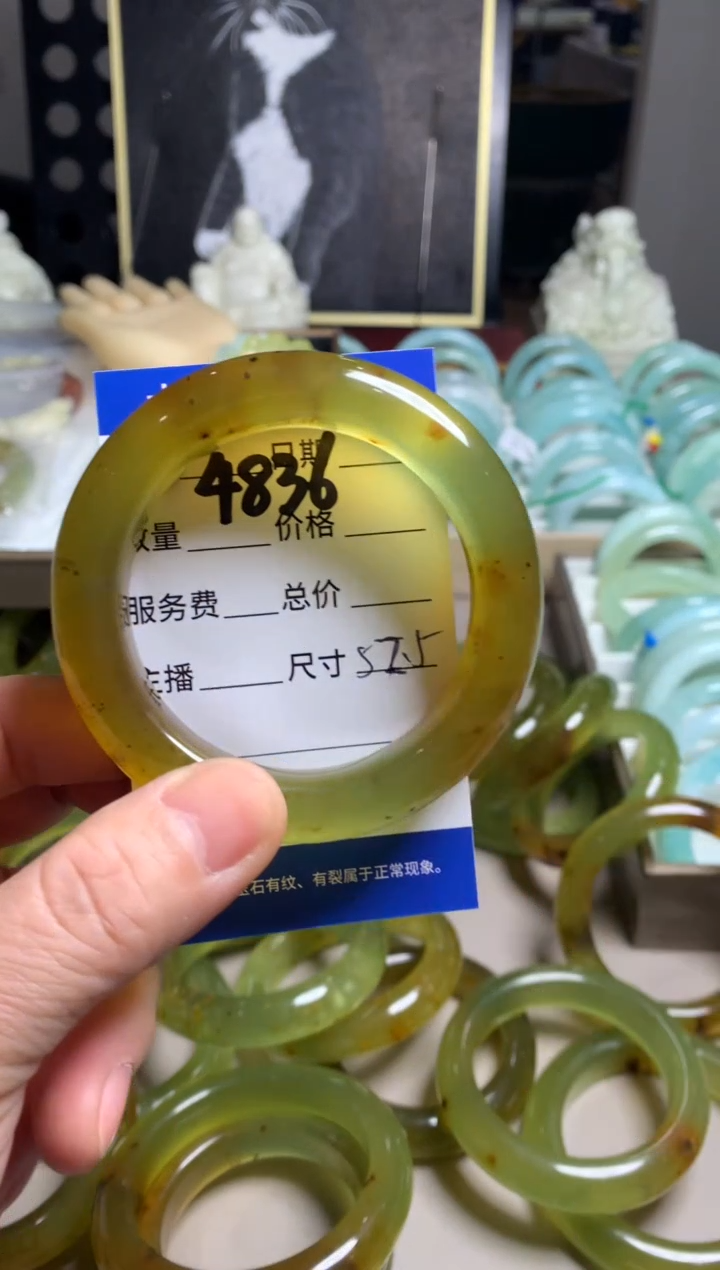 日期
4836
数量 价格
服务费 总价
主播 尺寸 57.5
玉石有纹、有裂属于正常现象。